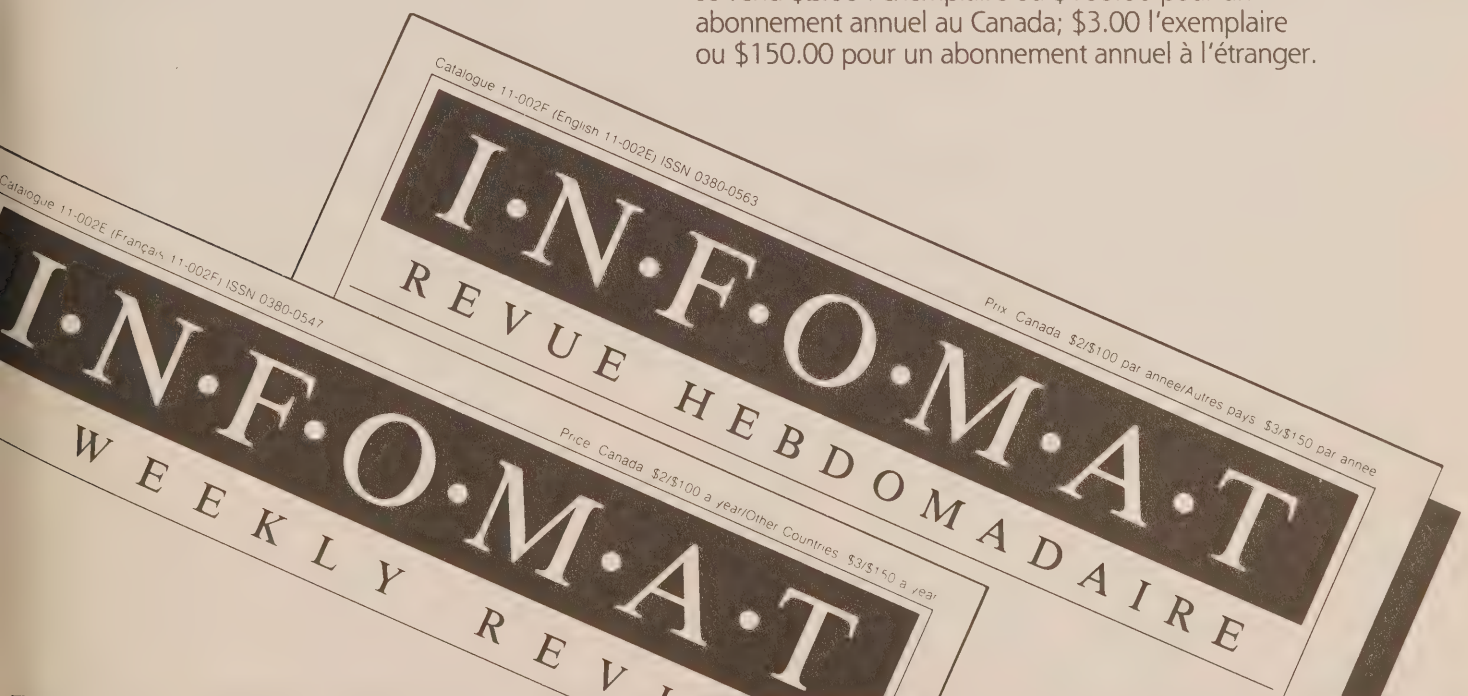 abonnement annuel au Canada; $3.00 l'exemplaire
ou $150.00 pour un abonnement annuel à l'étranger.
Catalogue 11-002F (English 11-002E) ISSN 0380-0563
I•N•F•O•M•A•T
REVUE HEBDOMADAIRE
Prix Canada $2/$100 par annee/Autres pays $3/$150 par annee
Catalogue 11-002E (Français 11-002F) ISSN 0380-0547
I•N•F•O•M•A•T
WEEKLY
Price Canada $2/$100 a year/Other Countries $3/$150 a year